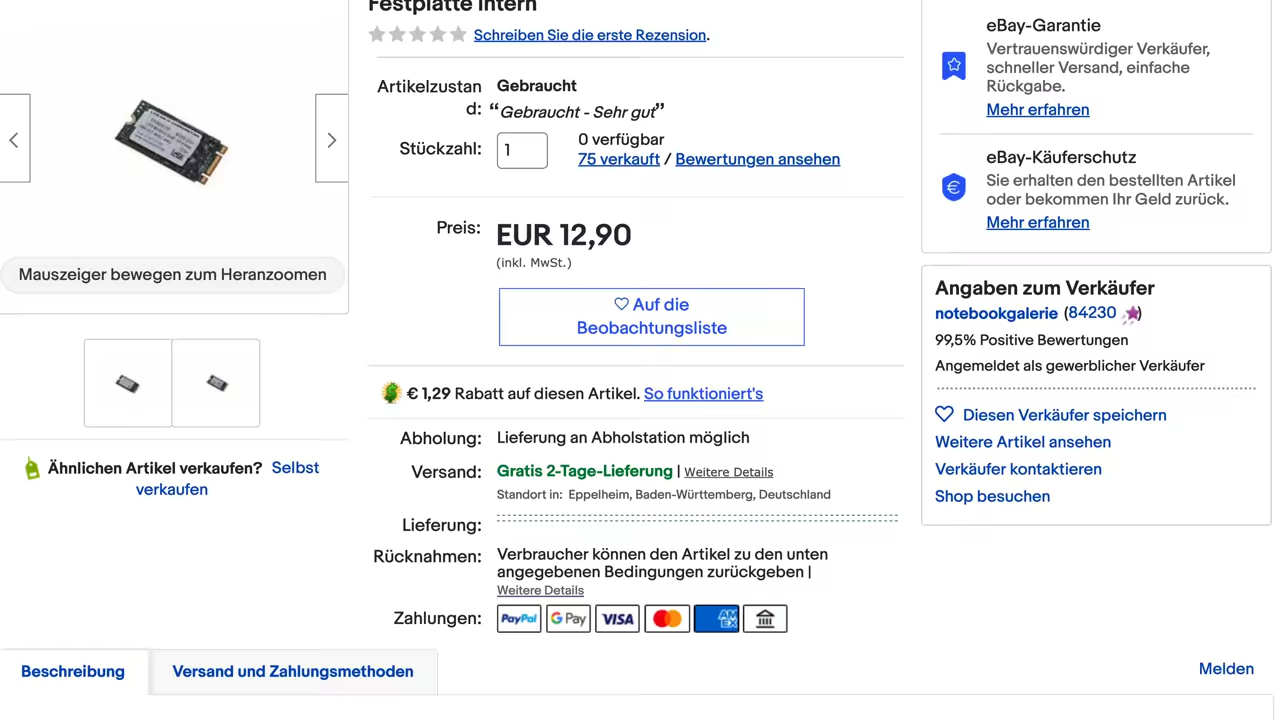 Festplatte intern
Schreiben Sie die erste Rezension.
Artikelzustan
d:
Gebraucht
“Gebraucht - Sehr gut”
Stückzahl:
1
0 verfügbar
75 verkauft / Bewertungen ansehen
Preis:
EUR 12,90
(inkl. MwSt.)
Auf die
Beobachtungsliste
€ 1,29 Rabatt auf diesen Artikel. So funktioniert's
Abholung:
Lieferung an Abholstation möglich
Versand:
Gratis 2-Tage-Lieferung | Weitere Details
Standort in: Eppelheim, Baden-Württemberg, Deutschland
Lieferung:
Rücknahmen:
Verbraucher können den Artikel zu den unten
angegebenen Bedingungen zurückgeben |
Weitere Details
Zahlungen:
PayPal
G Pay
VISA
AM
EX
Mauszeiger bewegen zum Heranzoomen
Ähnlichen Artikel verkaufen? Selbst
verkaufen
eBay-Garantie
Vertrauenswürdiger Verkäufer,
schneller Versand, einfache
Rückgabe.
Mehr erfahren
eBay-Käuferschutz
Sie erhalten den bestellten Artikel
oder bekommen Ihr Geld zurück.
Mehr erfahren
Angaben zum Verkäufer
notebookgalerie (84230)
99,5% Positive Bewertungen
Angemeldet als gewerblicher Verkäufer
Diesen Verkäufer speichern
Weitere Artikel ansehen
Verkäufer kontaktieren
Shop besuchen
Beschreibung
Versand und Zahlungsmethoden
Melden